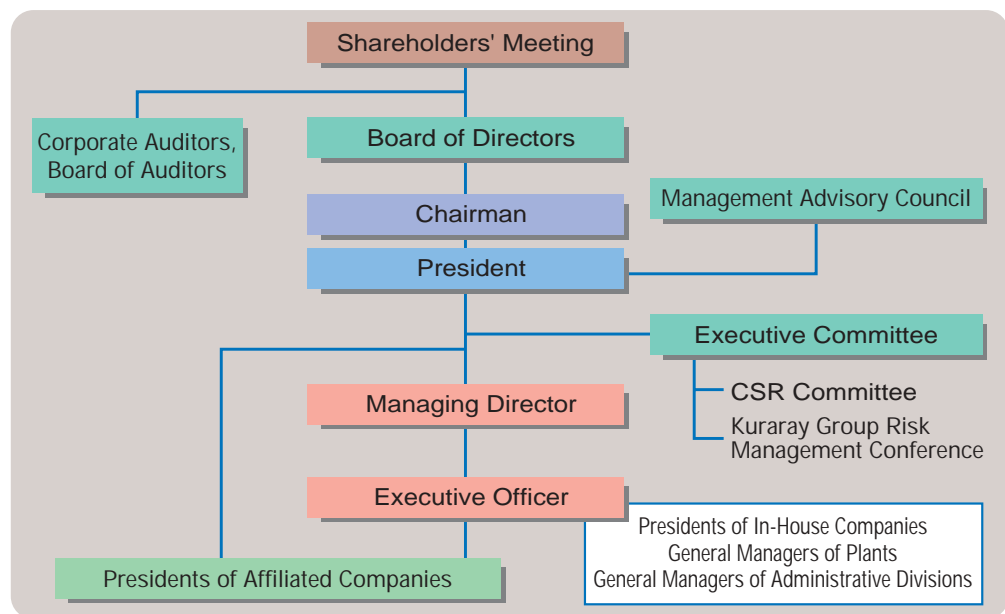 Shareholders' Meeting
Corporate Auditors,
Board of Auditors
Board of Directors
Chairman
Management Advisory Council
President
Executive Committee
CSR Committee
Kuraray Group Risk
Management Conference
Managing Director
Executive Officer
Presidents of In-House Companies
General Managers of Plants
General Managers of Administrative Divisions
Presidents of Affiliated Companies